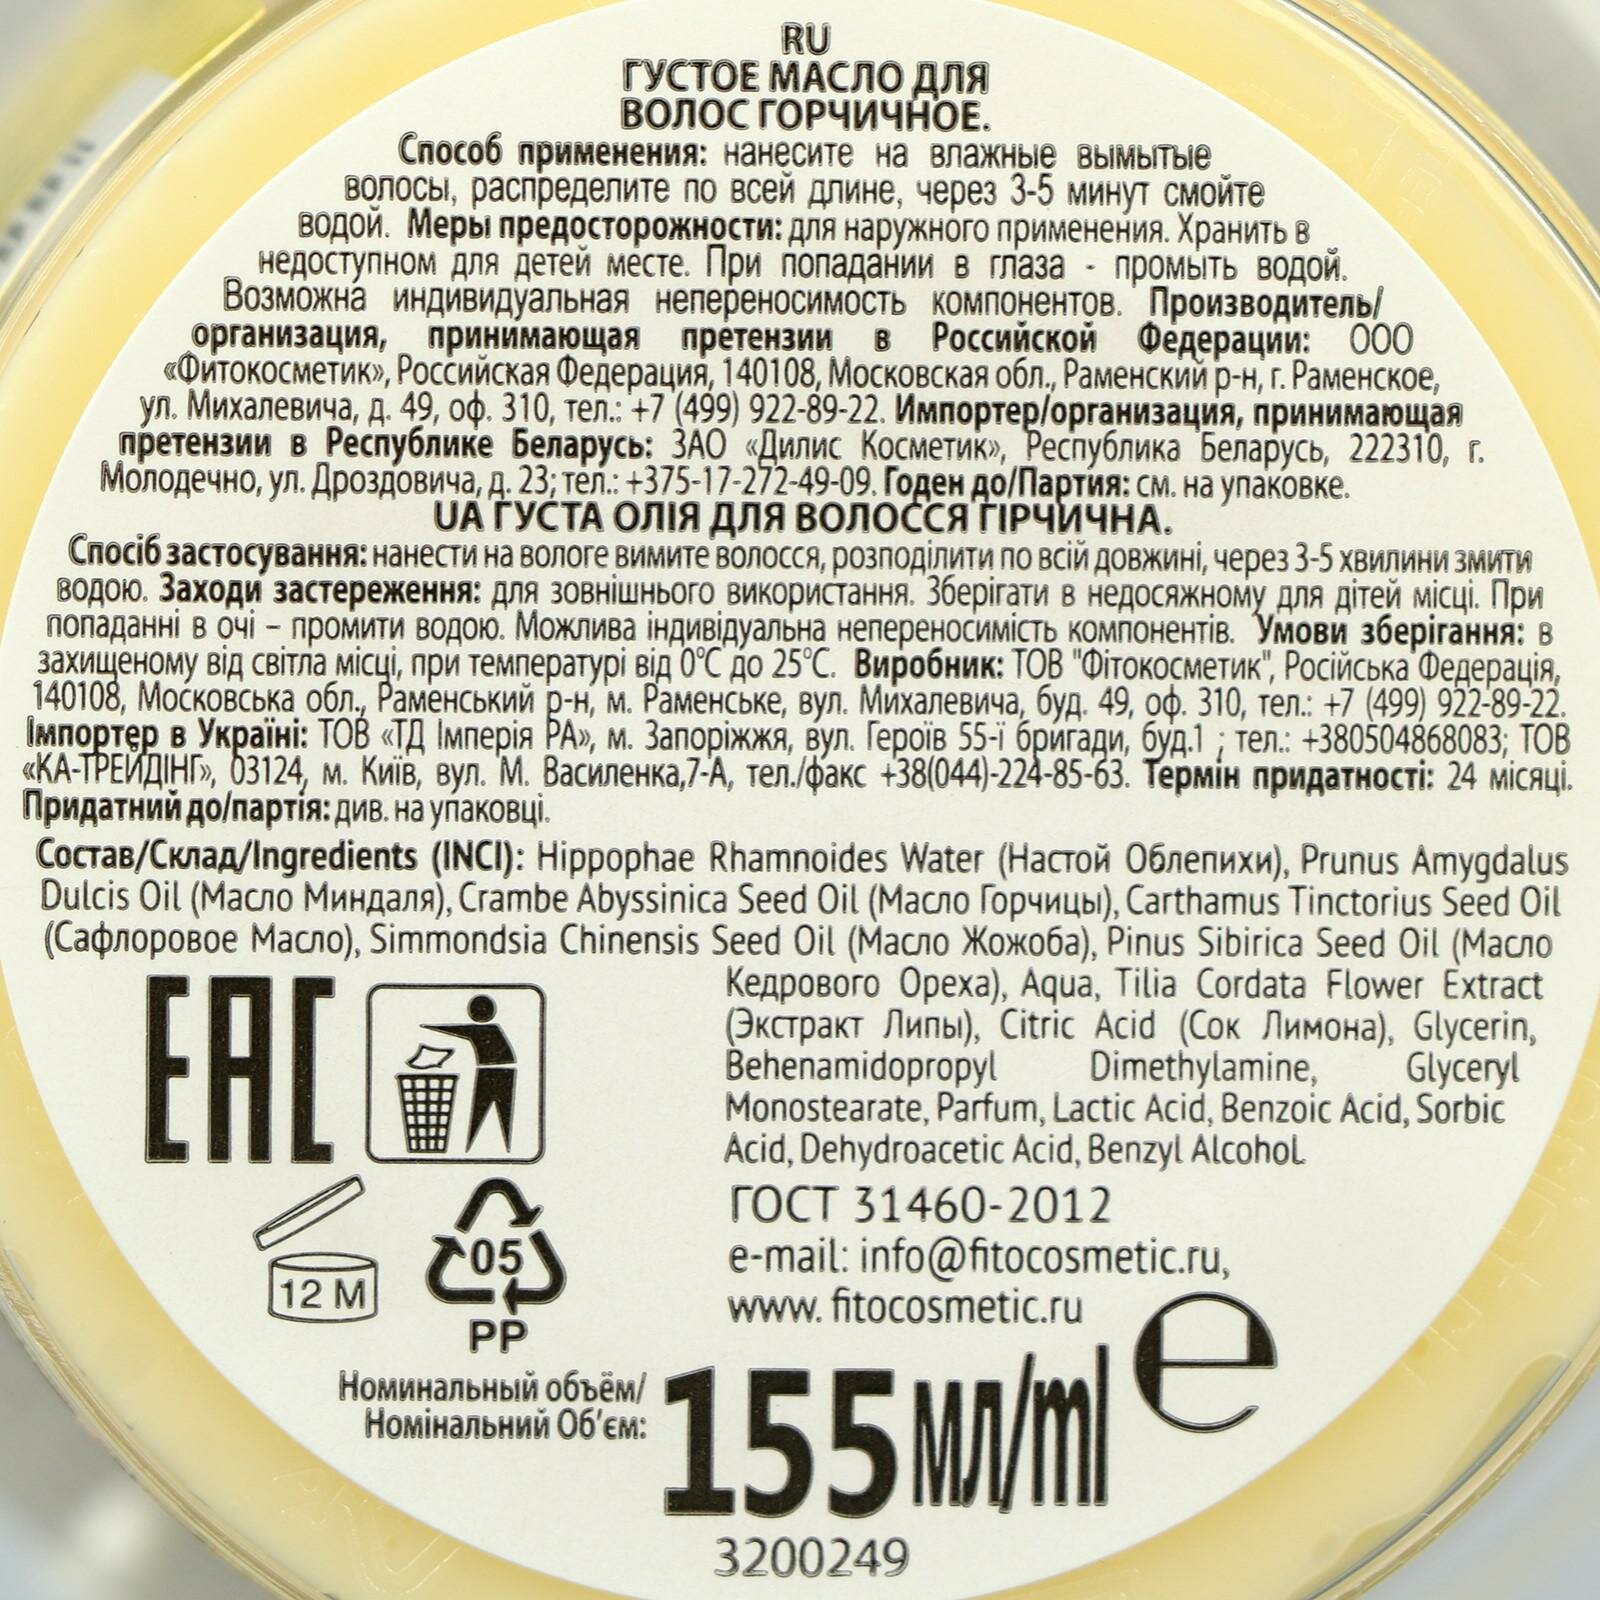 RU
ГУСТОЕ МАСЛО ДЛЯ
ВОЛОС ГОРЧИЧНОЕ.
Способ применения: нанесите на влажные вымытые
волосы, распределите по всей длине, через 3-5 минут смойте
водой. Меры предосторожности: для наружного применения. Хранить в
недоступном для детей месте. При попадании в глаза - промыть водой.
Возможна индивидуальная непереносимость компонентов. Производитель/
организация, принимающая претензии в Российской Федерации: ООО
«Фитокосметик», Российская Федерация, 140108, Московская обл., Раменский р-н, г. Раменское,
ул. Михалевича, д. 49, оф. 310, тел.: +7 (499) 922-89-22. Импортер/организация, принимающая
претензии в Республике Беларусь: ЗАО «Дилис Косметик», Республика Беларусь, 222310, г.
Молодечно, ул. Дроздовича, д. 23; тел.: +375-17-272-49-09. Годен до/Партия: см. на упаковке.
UA ГУСТА ОЛІЯ ДЛЯ ВОЛОССЯ ГІРЧИЧНА.
Спосіб застосування: нанести на вологе вимите волосся, розподілити по всій довжині, через 3-5 хвилини змити
водою. Заходи застереження: для зовнішнього використання. Зберігати в недосяжному для дітей місці. При
попаданні в очі – промити водою. Можлива індивідуальна непереносимість компонентів. Умови зберігання: в
захищеному від світла місці, при температурі від 0°С до 25°С. Виробник: ТОВ "Фітокосметик", Російська Федерація,
140108, Московська обл., Раменський р-н, м. Раменське, вул. Михалевича, буд. 49, оф. 310, тел.: +7 (499) 922-89-22.
Імпортер в Україні: ТОВ «ТД Імперія РА», м. Запоріжжя, вул. Героїв 55-ї бригади, буд.1 ; тел.: +380504868083; ТОВ
«КА-ТРЕЙДІНГ», 03124, м. Київ, вул. М. Василенка,7-А, тел./факс +38(044)-224-85-63. Термін придатності: 24 місяці.
Придатний до/партія: див. на упаковці.
Состав/Склад/Ingredients (INCI): Hippophae Rhamnoides Water (Настой Облепихи), Prunus Amygdalus
Dulcis Oil (Масло Миндаля), Crambe Abyssinica Seed Oil (Масло Горчицы), Carthamus Tinctorius Seed Oil
(Сафлоровое Масло), Simmondsia Chinensis Seed Oil (Масло Жожоба), Pinus Sibirica Seed Oil (Масло
Кедрового Ореха), Aqua, Tilia Cordata Flower Extract
(Экстракт Липы), Citric Acid (Сок Лимона), Glycerin,
Behenamidopropyl Dimethylamine, Glyceryl
Monostearate, Parfum, Lactic Acid, Benzoic Acid, Sorbic
Acid, Dehydroacetic Acid, Benzyl Alcohol.
EAC
ГОСТ 31460-2012
e-mail: info@fitocosmetic.ru,
www. fitocosmetic.ru
12 M
05
PP
Номинальный объём/
Номінальний Об'єм:
155 мл/ml e
3200249